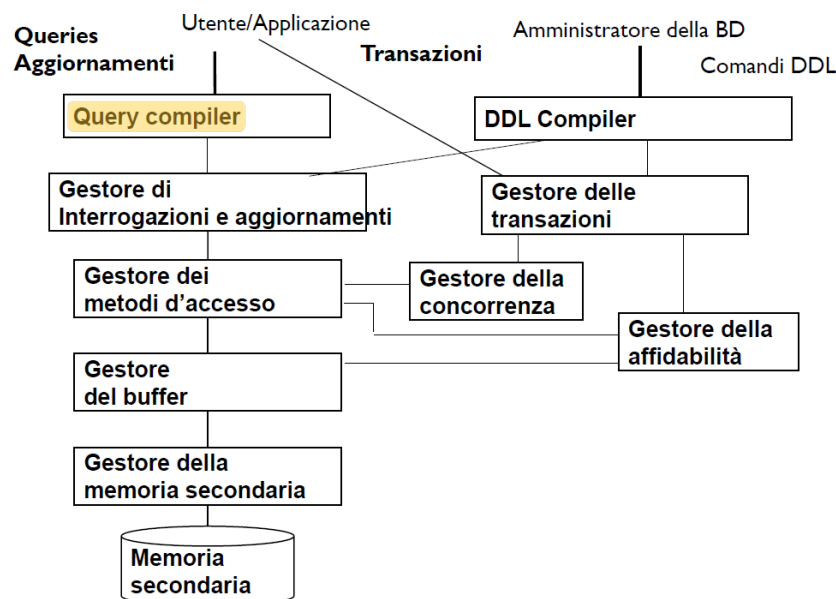 Queries
Aggiornamenti
Utente/Applicazione
Transazioni
Amministratore della BD
Comandi DDL
Query compiler
DDL Compiler
Gestore di
Interrogazioni e aggiornamenti
Gestore delle
transazioni
Gestore dei
metodi d'accesso
Gestore della
concorrenza
Gestore della
affidabilità
Gestore
del buffer
Gestore della
memoria secondaria
Memoria
secondaria